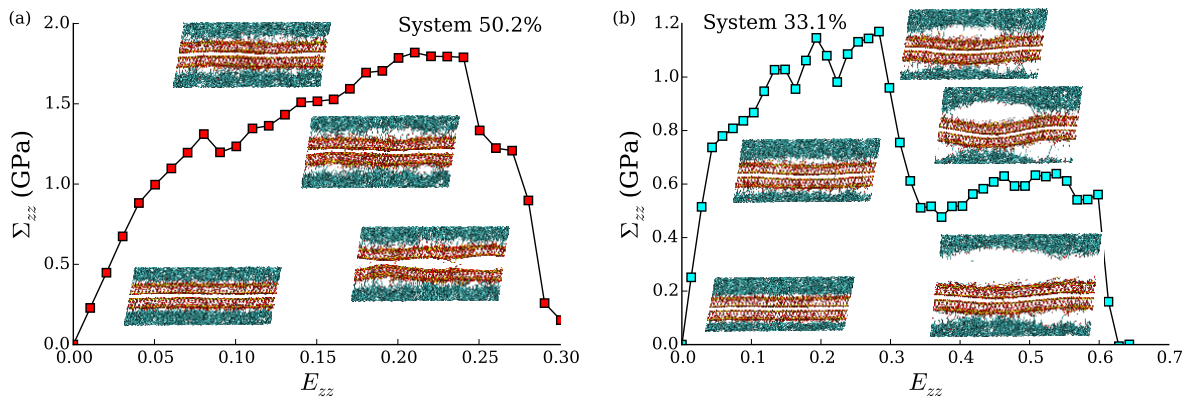 (a)
System 50.2%
2.0
1.5
1.0
0.5
0.0
Σzz (GPa)
0.00 0.05 0.10 0.15 0.20 0.25 0.30
Ezz
(b)
System 33.1%
1.2
1.0
0.8
0.6
0.4
0.2
0.0
Σzz (GPa)
0.0 0.1 0.2 0.3 0.4 0.5 0.6 0.7
Ezz